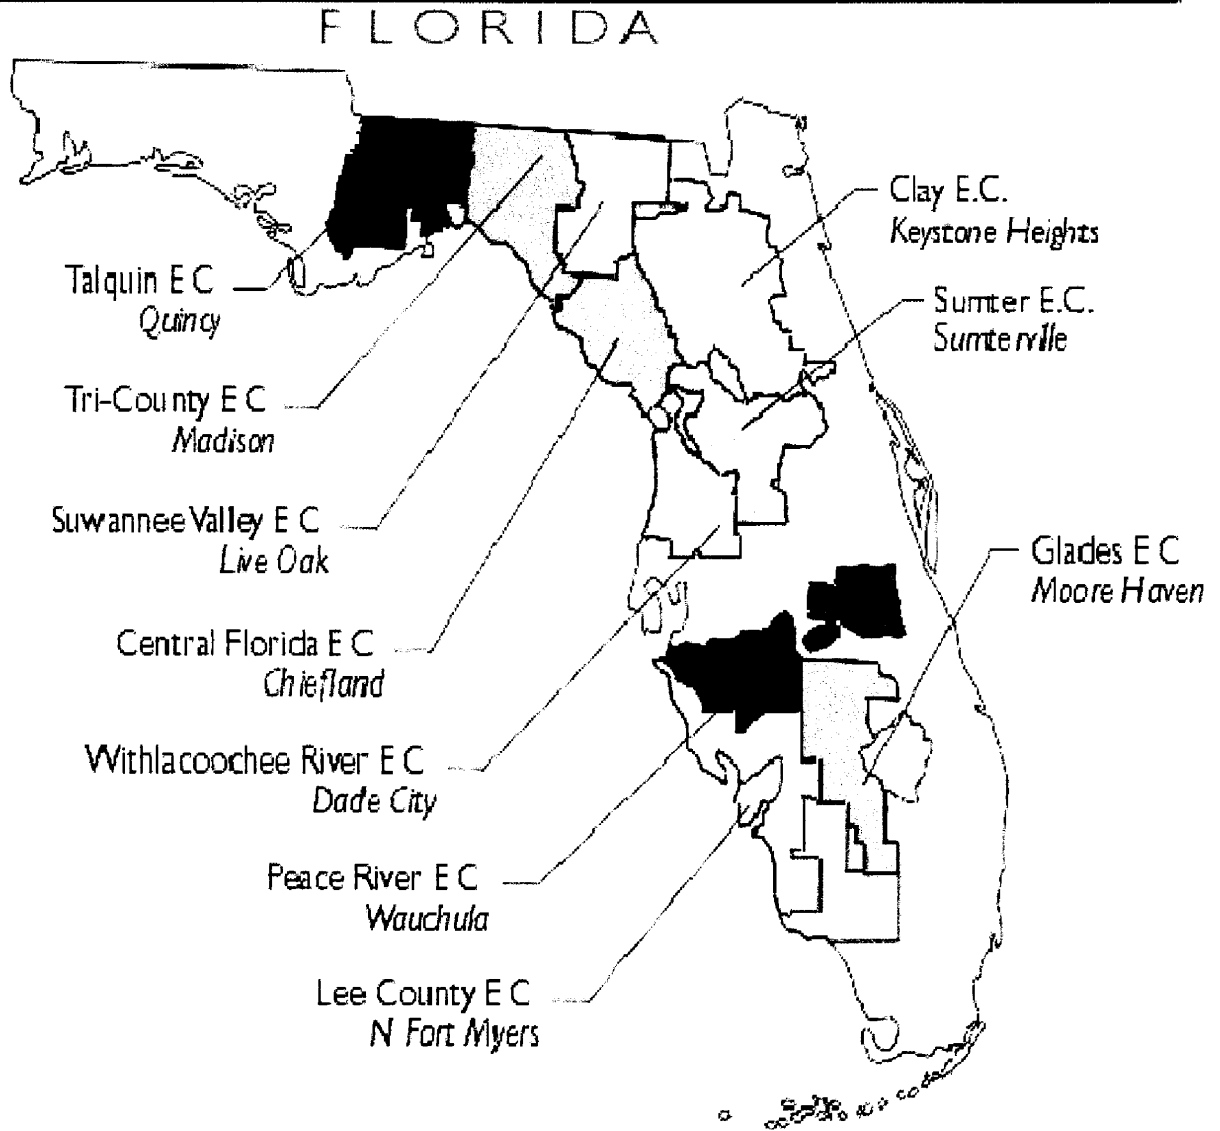 FLORIDA
Clay E.C.
Keystone Heights
Sumter E.C.
Sumterville
Talquin E C
Quincy
Tri-County E C
Madison
Suwannee Valley E C
Live Oak
Glades E C
Moore Haven
Central Florida E C
Chiefland
Withlacoochee River E C
Dade City
Peace River E C
Wauchula
Lee County E C
N Fort Myers